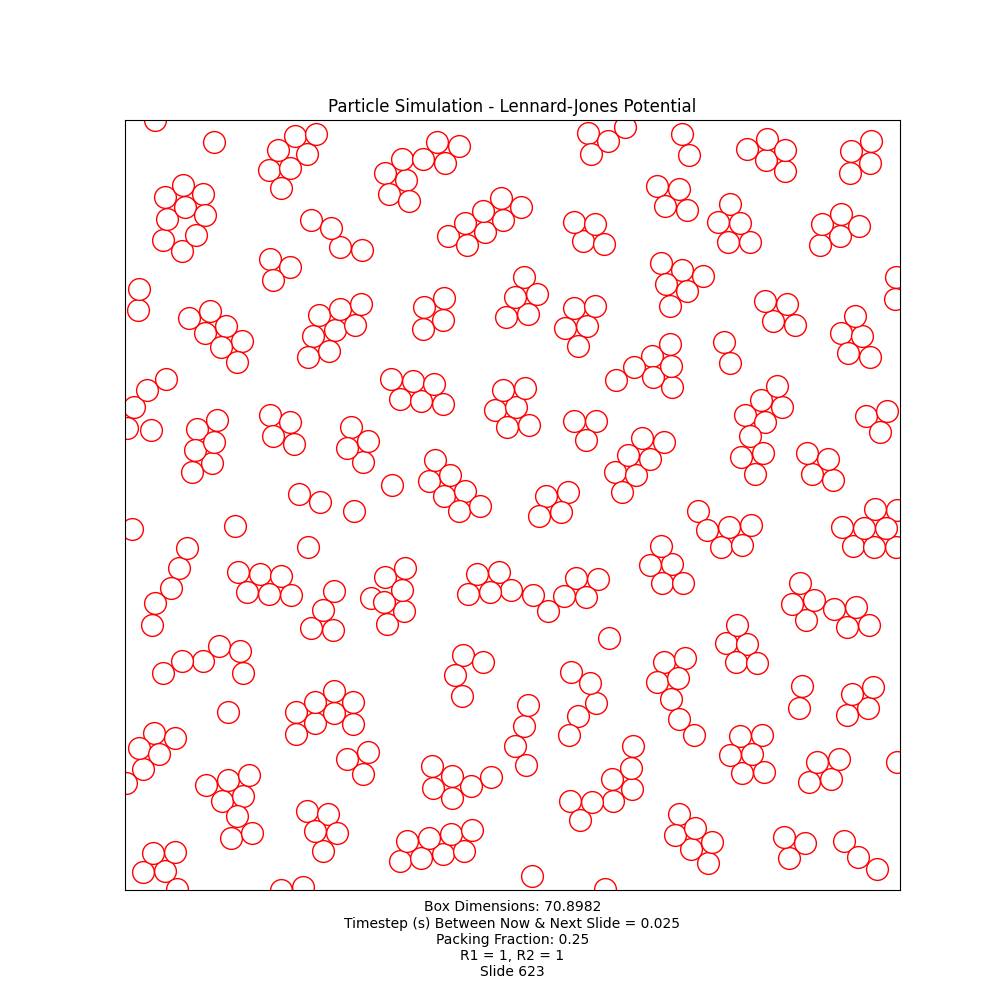 Particle Simulation - Lennard-Jones Potential
Box Dimensions: 70.8982
Timestep (s) Between Now & Next Slide = 0.025
Packing Fraction: 0.25
R1 = 1, R2 = 1
Slide 623